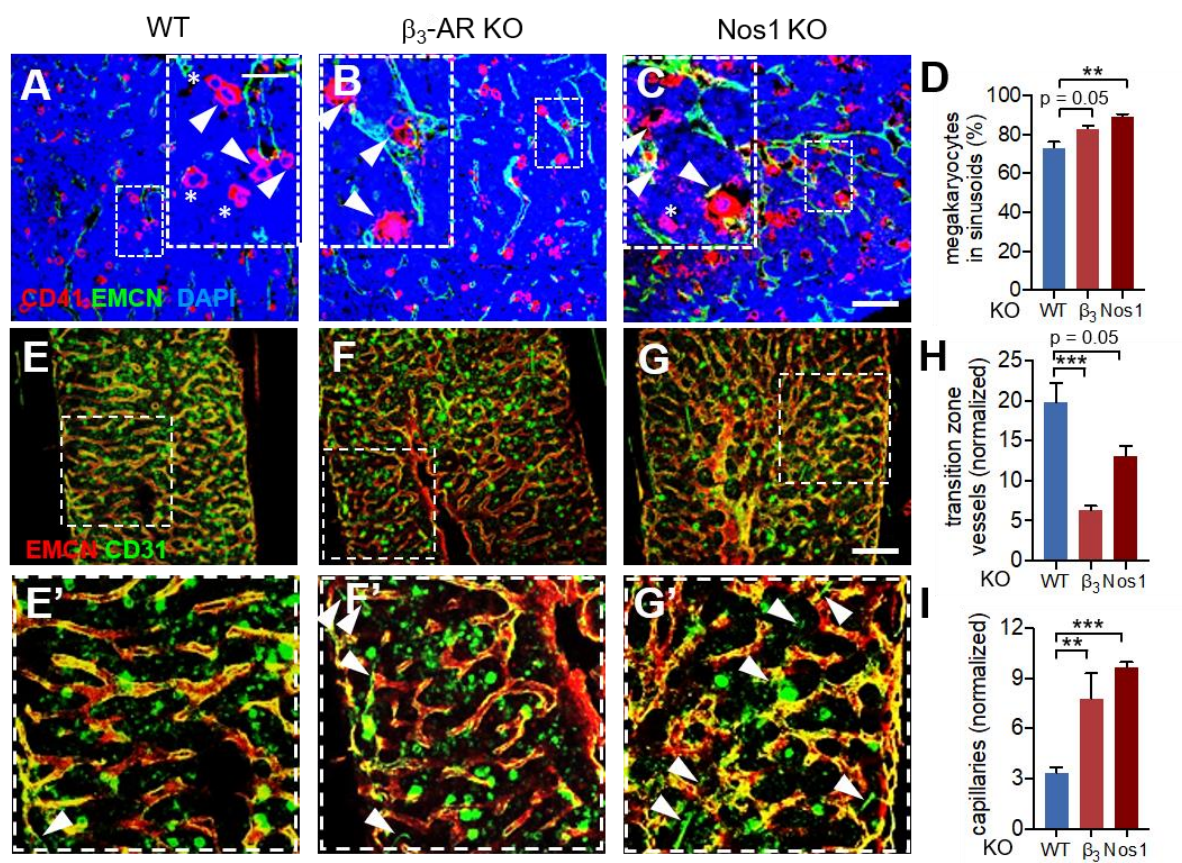 WT
β₃-AR KO
Nos1 KO
A
*
*
*
CD41 EMCN DAPI
B
C
*
D
megakaryocytes
in sinusoids (%)
100
80
60
40
20
0
**
p = 0.05
KO WT β₃ Nos1
E
EMCN CD31
F
G
H
transition zone
vessels (normalized)
25
20
15
10
5
0
p = 0.05
***
KO WT β₃ Nos1
E’
F’
G’
I
capillaries (normalized)
12
9
6
3
0
***
**
KO WT β₃ Nos1